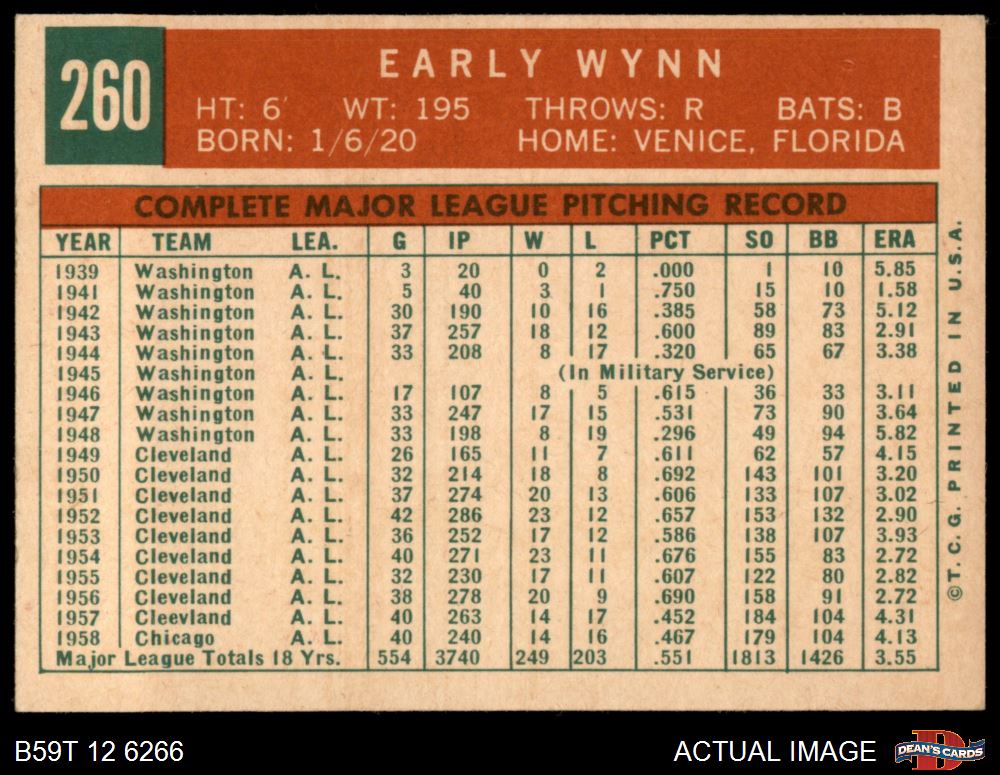 260
EARLY WYNN
HT: 6' WT: 195 THROWS: R BATS: B
BORN: 1/6/20 HOME: VENICE, FLORIDA
COMPLETE MAJOR LEAGUE PITCHING RECORD
YEAR TEAM LEA. G IP W L PCT SO BB ERA
1939 Washington A. L. 3 20 0 2 .000 1 10 5.85
1941 Washington A. L. 5 40 3 1 .750 15 10 1.58
1942 Washington A. L. 30 190 10 16 .385 58 73 5.12
1943 Washington A. L. 37 257 18 12 .600 89 83 2.91
1944 Washington A. L. 33 208 8 17 .320 65 67 3.38
1945 Washington A. L. (In Military Service)
1946 Washington A. L. 17 107 8 5 .615 36 33 3.11
1947 Washington A. L. 33 247 17 15 .531 73 90 3.64
1948 Washington A. L. 33 198 8 19 .296 49 94 5.82
1949 Cleveland A. L. 26 165 11 7 .611 62 57 4.15
1950 Cleveland A. L. 32 214 18 8 .692 143 101 3.20
1951 Cleveland A. L. 37 274 20 13 .606 133 107 3.02
1952 Cleveland A. L. 42 286 23 12 .657 153 132 2.90
1953 Cleveland A. L. 36 252 17 12 .586 138 107 3.93
1954 Cleveland A. L. 40 271 23 11 .676 155 83 2.72
1955 Cleveland A. L. 32 230 17 11 .607 122 80 2.82
1956 Cleveland A. L. 38 278 20 9 .690 158 91 2.72
1957 Cleevland A. L. 40 263 14 17 .452 184 104 4.31
1958 Chicago A. L. 40 240 14 16 .467 179 104 4.13
Major League Totals 18 Yrs. 554 3740 249 203 .551 1813 1426 3.55
© T. C. G. PRINTED IN U. S. A.
B59T 12 6266
ACTUAL IMAGE
DEAN'S CARDS